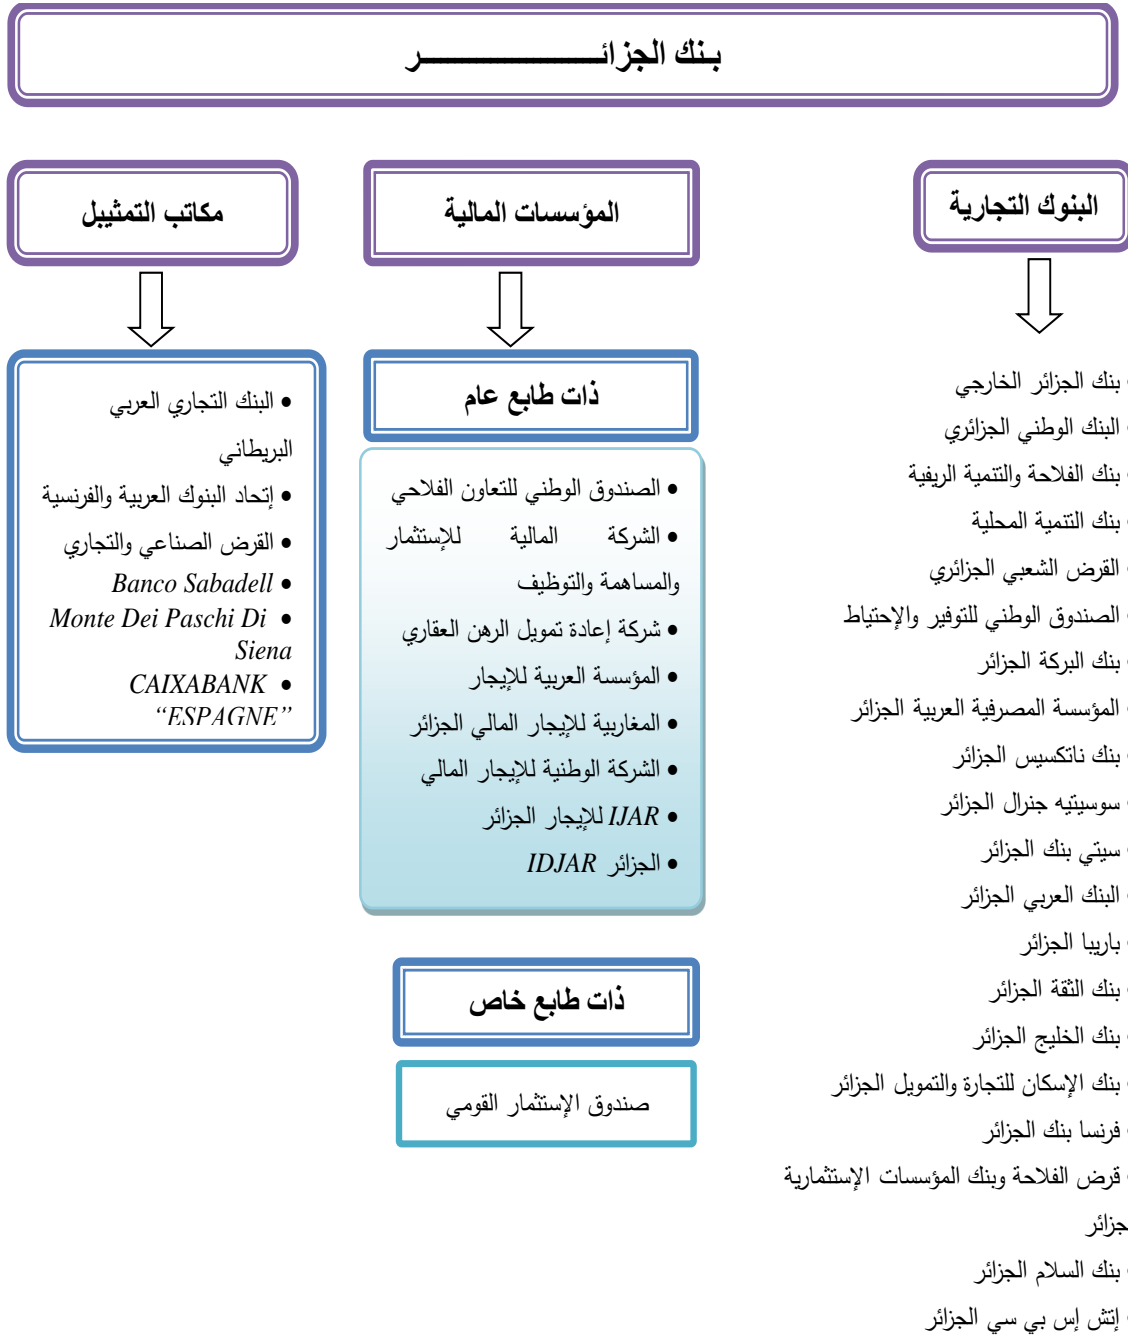 بـنك الجزائـــــــــــــــــر
البنوك التجارية
• بنك الجزائر الخارجي
• البنك الوطني الجزائري
• بنك الفلاحة والتنمية الريفية
• بنك التنمية المحلية
• القرض الشعبي الجزائري
• الصندوق الوطني للتوفير والإحتياط
• بنك البركة الجزائر
• المؤسسة المصرفية العربية الجزائر
• بنك ناتكسيس الجزائر
• سوسيتيه جنرال الجزائر
• سيتي بنك الجزائر
• البنك العربي الجزائر
• باريبا الجزائر
• بنك الثقة الجزائر
• بنك الخليج الجزائر
• بنك الإسكان للتجارة والتمويل الجزائر
• فرنسا بنك الجزائر
• قرض الفلاحة وبنك المؤسسات الإستثمارية
جزائر
• بنك السلام الجزائر
• إتش إس بي سي الجزائر
المؤسسات المالية
ذات طابع عام
• الصندوق الوطني للتعاون الفلاحي
• الشركة المالية للإستثمار
والمساهمة والتوظيف
• شركة إعادة تمويل الرهن العقاري
• المؤسسة العربية للإيجار
• المغاربية للإيجار المالي الجزائر
• الشركة الوطنية للإيجار المالي
• IJAR للإيجار الجزائر
• الجزائر IDJAR
ذات طابع خاص
صندوق الإستثمار القومي
مكاتب التمثيبل
• البنك التجاري العربي
البريطاني
• إتحاد البنوك العربية والفرنسية
• القرض الصناعي والتجاري
• Banco Sabadell
• Monte Dei Paschi Di
Siena
• CAIXABANK
“ESPAGNE”